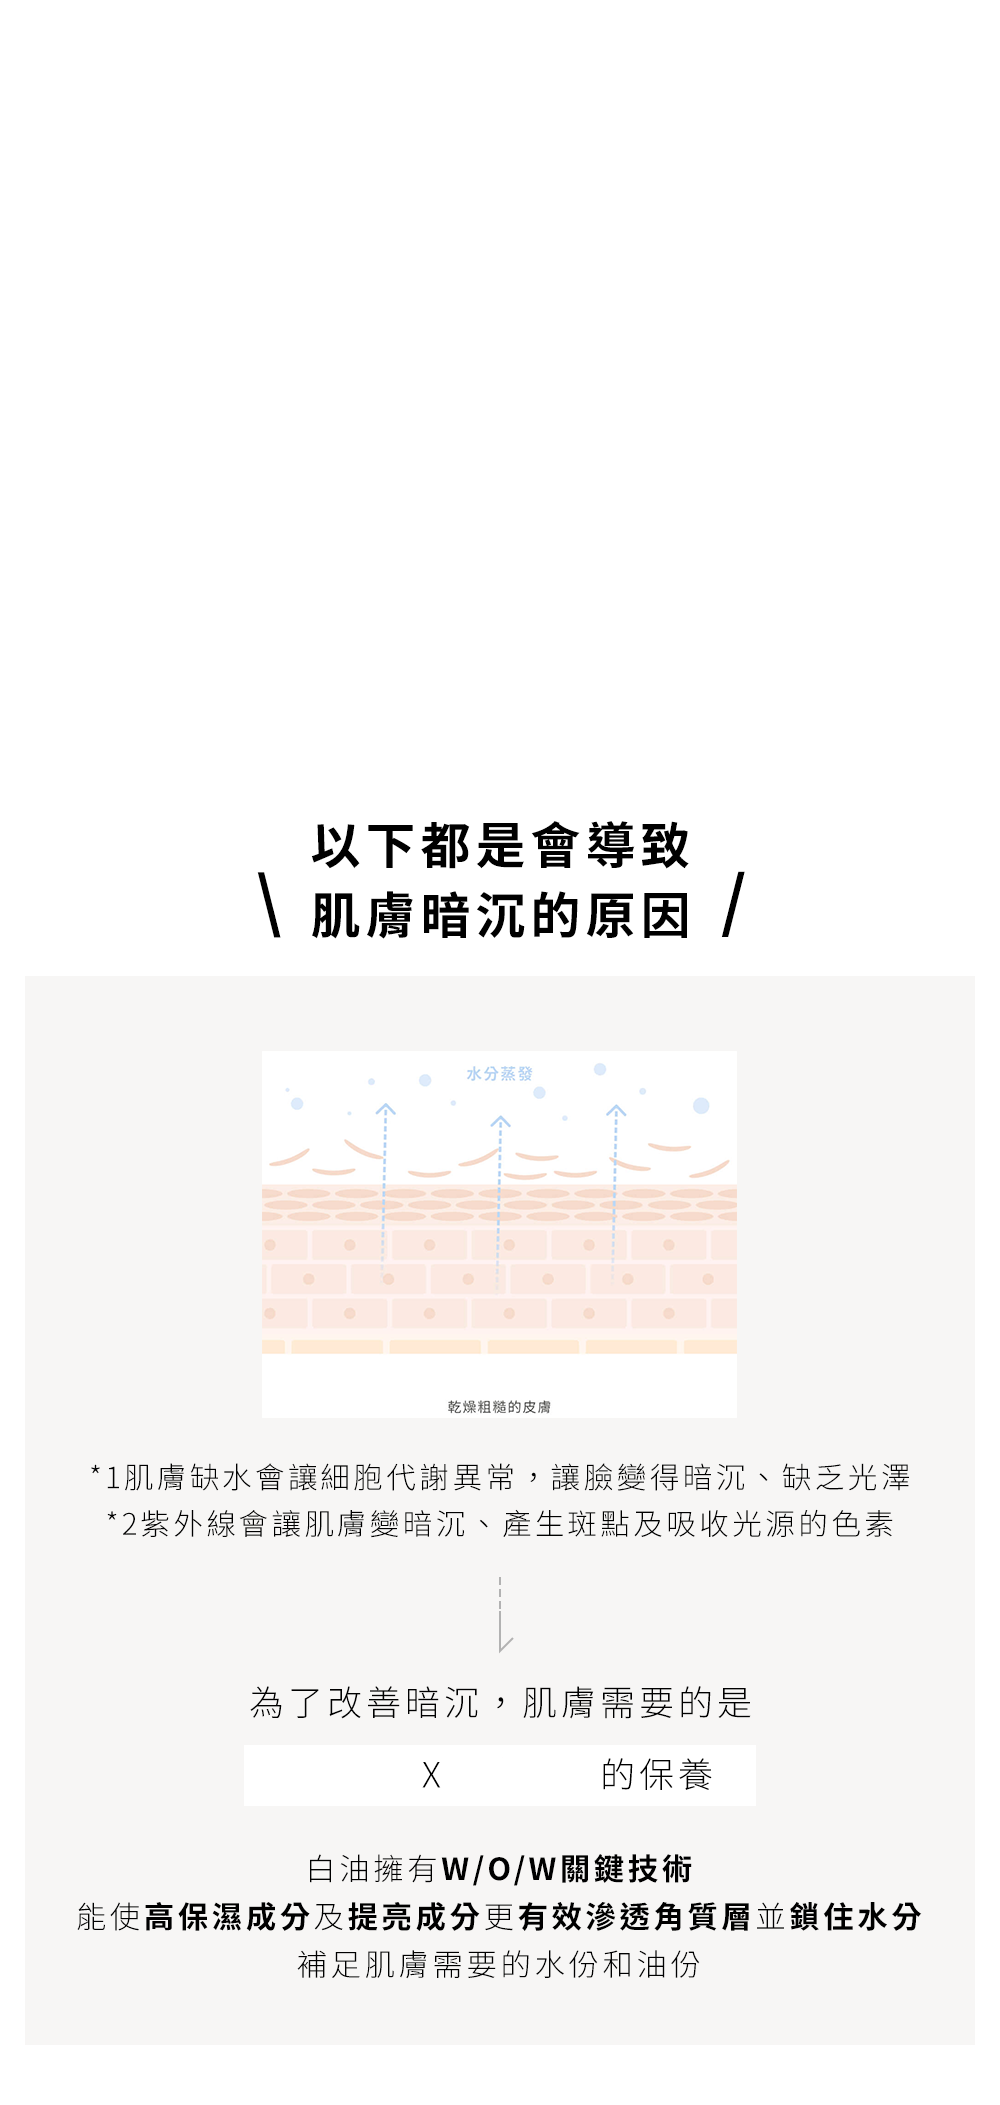 以下都是會導致
\ 肌膚暗沉的原因 /
水分蒸發
乾燥粗糙的皮膚
*1肌膚缺水會讓細胞代謝異常，讓臉變得暗沉、缺乏光澤
*2紫外線會讓肌膚變暗沉、產生斑點及吸收光源的色素
為了改善暗沉，肌膚需要的是
X 的保養
白油擁有W/O/W關鍵技術
能使高保濕成分及提亮成分更有效滲透角質層並鎖住水分
補足肌膚需要的水份和油份